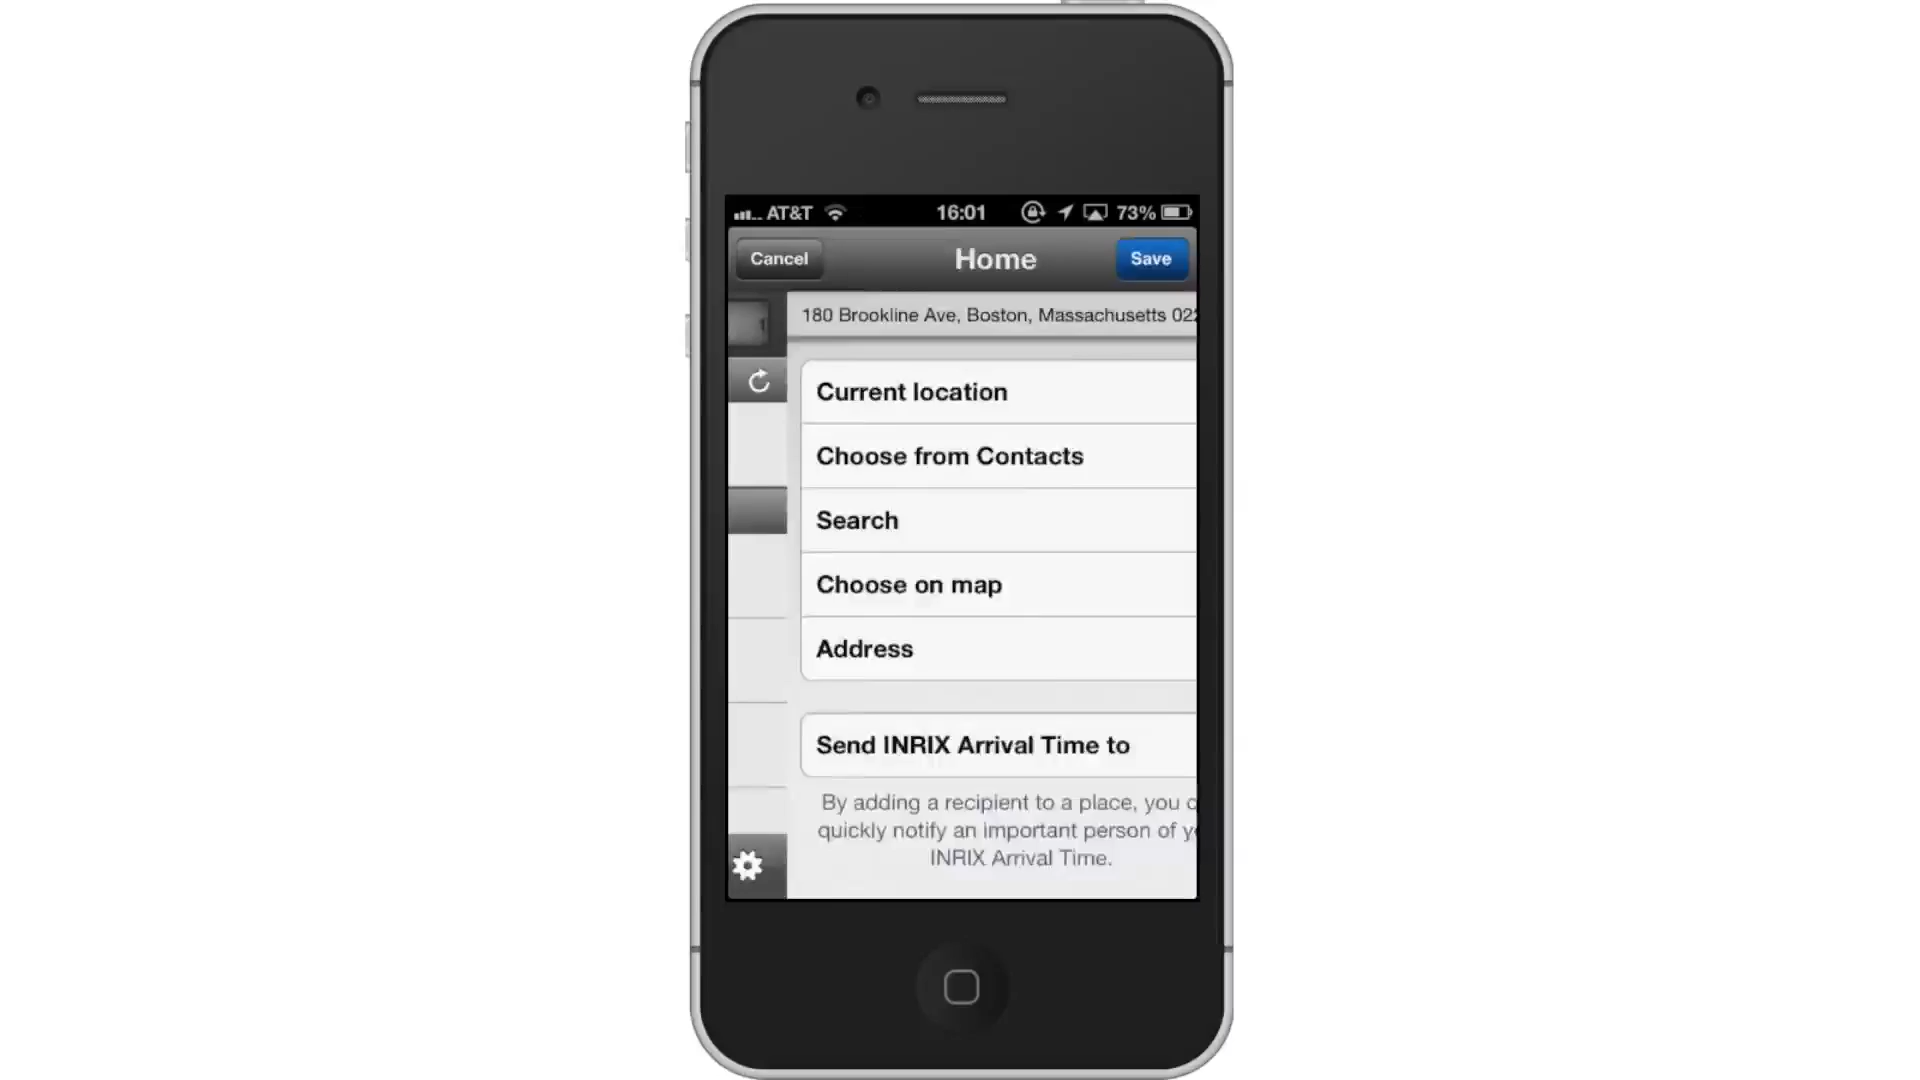 AT&T 16:01 73%
Cancel Home Save
180 Brookline Ave, Boston, Massachusetts
Current location
Choose from Contacts
Search
Choose on map
Address
Send INRIX Arrival Time to
By adding a recipient to a place, you
quickly notify an important person of
INRIX Arrival Time.